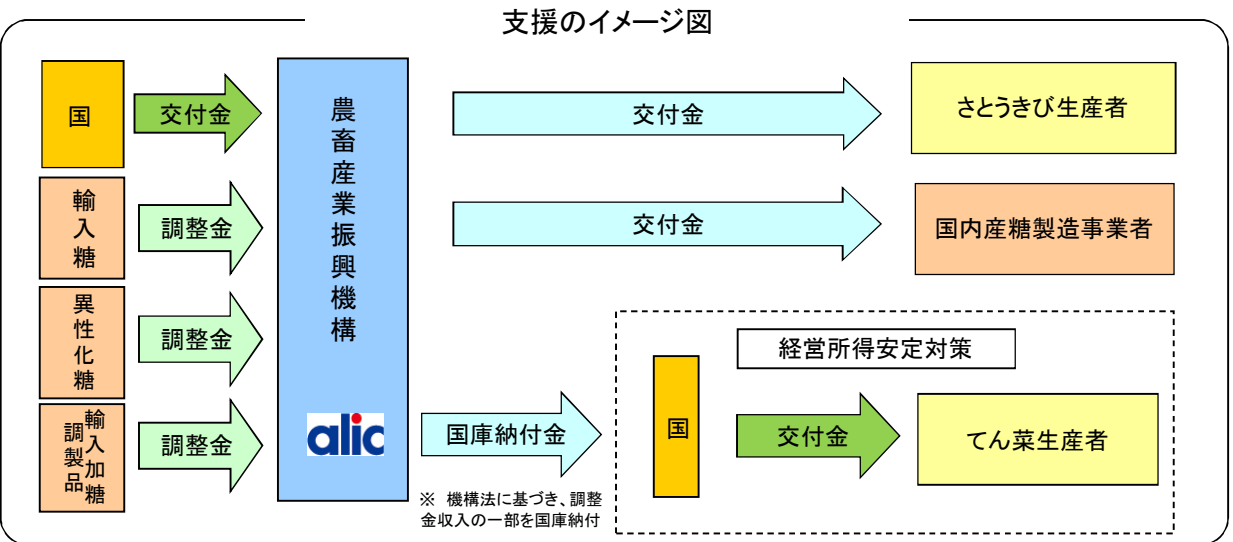 支援のイメージ図
国
交付金
農畜産業振興機構
交付金
さとうきび生産者
輸入糖
調整金
交付金
国内産糖製造事業者
異性化糖
調整金
経営所得安定対策
輸入加糖
調製品
調整金
alic
国庫納付金
国
交付金
てん菜生産者
※ 機構法に基づき、調整
金収入の一部を国庫納付